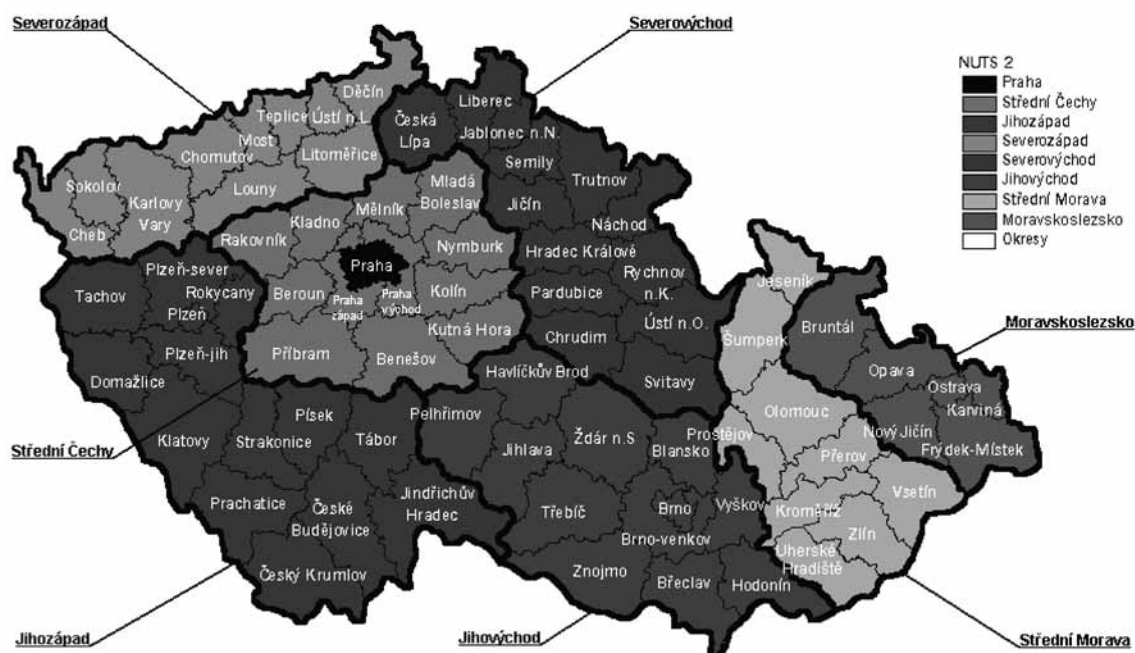 Severozápad
Severovýchod
NUTS 2
Praha
Střední Čechy
Jihozápad
Severozápad
Severovýchod
Jihovýchod
Střední Morava
Moravskoslezsko
Okresy
Děčín
Teplice
Ústí n.L.
Most
Chomutov
Litoměřice
Sokolov
Karlovy
Vary
Louny
Cheb
Česká
Lípa
Liberec
Jablonec n.N.
Semily
Trutnov
Jičín
Náchod
Hradec Králové
Rychnov
n.K.
Pardubice
Ústí n.O.
Chrudim
Svitavy
Mladá
Boleslav
Mělník
Kladno
Rakovník
Nymburk
Praha
Kolín
Beroun
Praha
západ
Praha
východ
Kutná Hora
Příbram
Benešov
Plzeň-sever
Tachov
Rokycany
Plzeň
Plzeň-jih
Domažlice
Klatovy
Písek
Strakonice
Tábor
Prachatice
České
Budějovice
Jindřichův
Hradec
Český Krumlov
Havlíčkův Brod
Pelhřimov
Jihlava
Ždár n.S
Blansko
Třebíč
Brno
Vyškov
Brno-venkov
Znojmo
Břeclav
Hodonín
Jeseník
Šumperk
Olomouc
Prostějov
Přerov
Kroměříž
Vsetín
Zlín
Uherské
Hradiště
Bruntál
Opava
Ostrava
Karviná
Nový Jičín
Frýdek-Místek
Moravskoslezsko
Střední Čechy
Jihozápad
Jihovýchod
Střední Morava